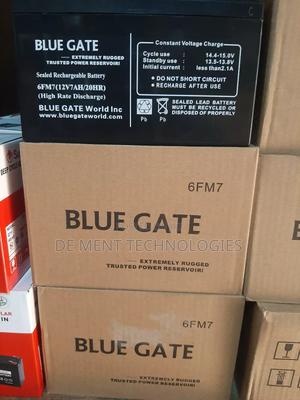 BLUE GATE
EXTREMELY RUGGED
TRUSTED POWER RESERVOIR!
Sealed Rechargeable Battery
6FM7(12V7AH/20HR)
(High Rate Discharge)
BLUE GATE World Inc
www.bluegateworld.com
Constant Voltage Charge
Cycle use - 14.4-15.0V
Standby use - 13.5-13.8V
Initial current - less than2.1A
• DO NOT SHORT CIRCUIT
• RECHARGE AFTER USE
SEALED LEAD BATTERY
MUST BE RECYCLED OR
DISPOSED OF PROPERLY.
Pb Pb
6FM7
BLUE GATE
DE MENT TECHNOLOGIES
EXTREMELY RUGGED
TRUSTED POWER RESERVOIR!
6FM7
BLUE GATE
EXTREMELY RUGGED
TRUSTED POWER RESERVOIR!